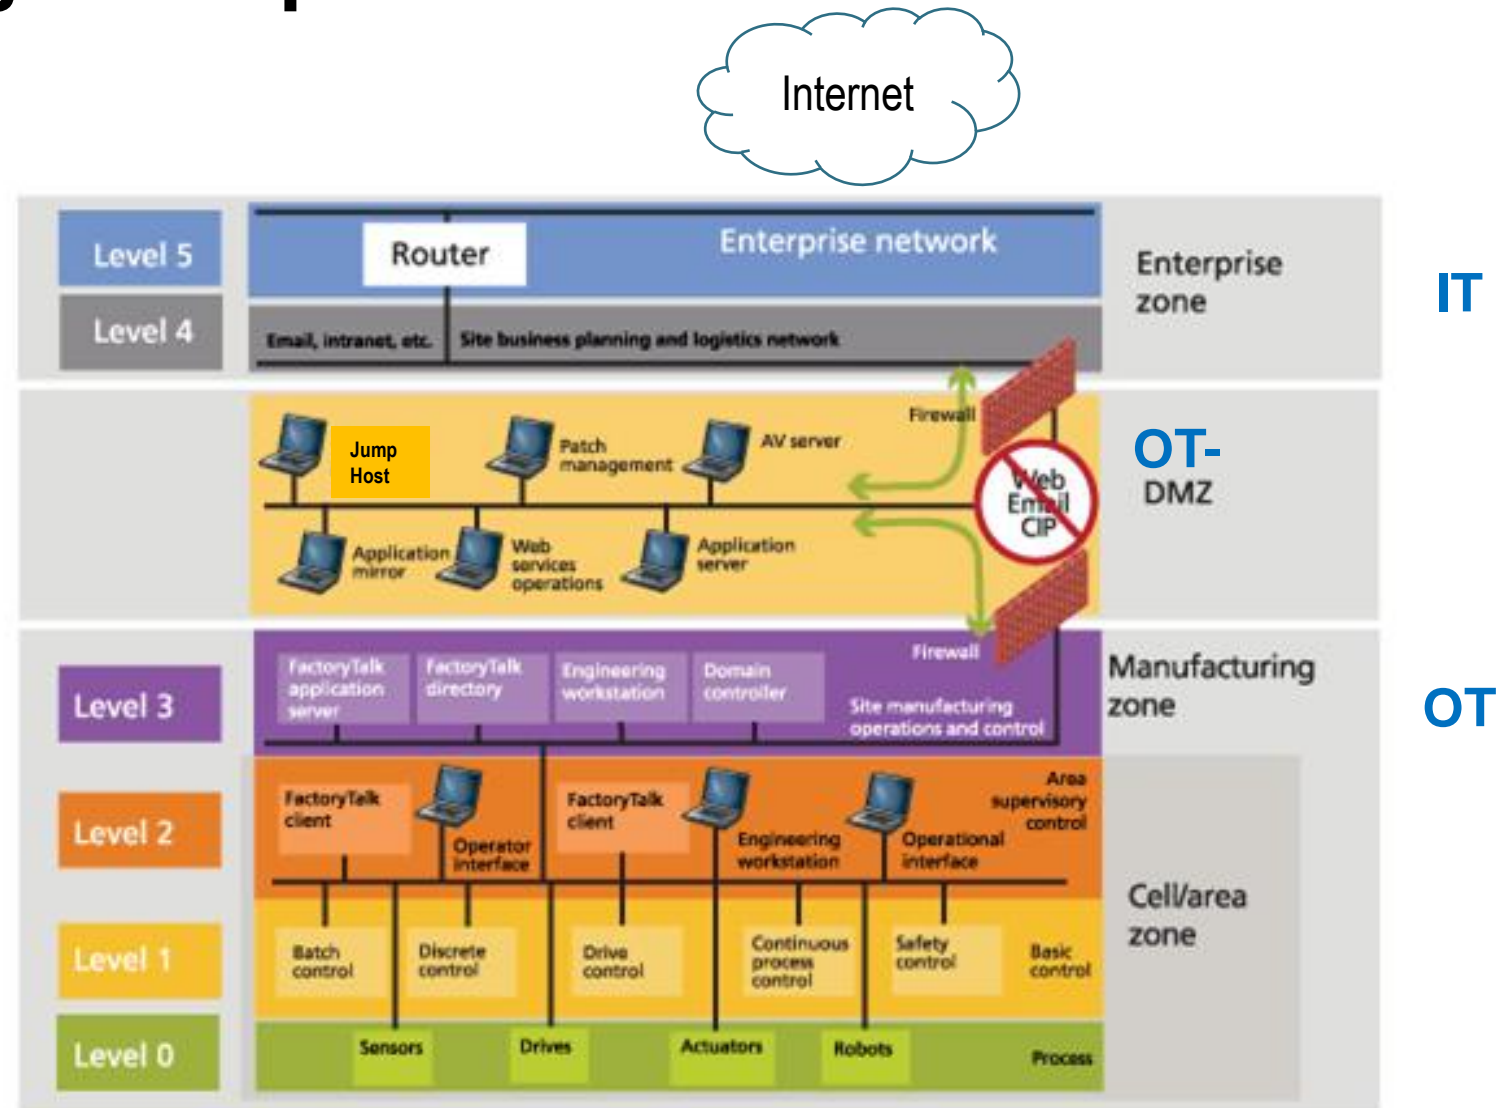 Internet
Level 5
Router
Enterprise network
Enterprise
zone
IT
Level 4
Email, intranet, etc.
Site business planning and logistics network
Firewall
Jump
Host
Patch
management
AV server
OT-
DMZ
Web
Email
CIP
Application
mirror
Web
services
operations
Application
server
Firewall
Manufacturing
zone
OT
Level 3
FactoryTalk
application
server
FactoryTalk
directory
Engineering
workstation
Domain
controller
Site manufacturing
operations and control
Level 2
FactoryTalk
client
Operator
interface
FactoryTalk
client
Engineering
workstation
Operational
interface
Area
supervisory
control
Cell/area
zone
Level 1
Batch
control
Discrete
control
Drive
control
Continuous
process
control
Safety
control
Basic
control
Level 0
Sensors
Drives
Actuators
Robots
Process